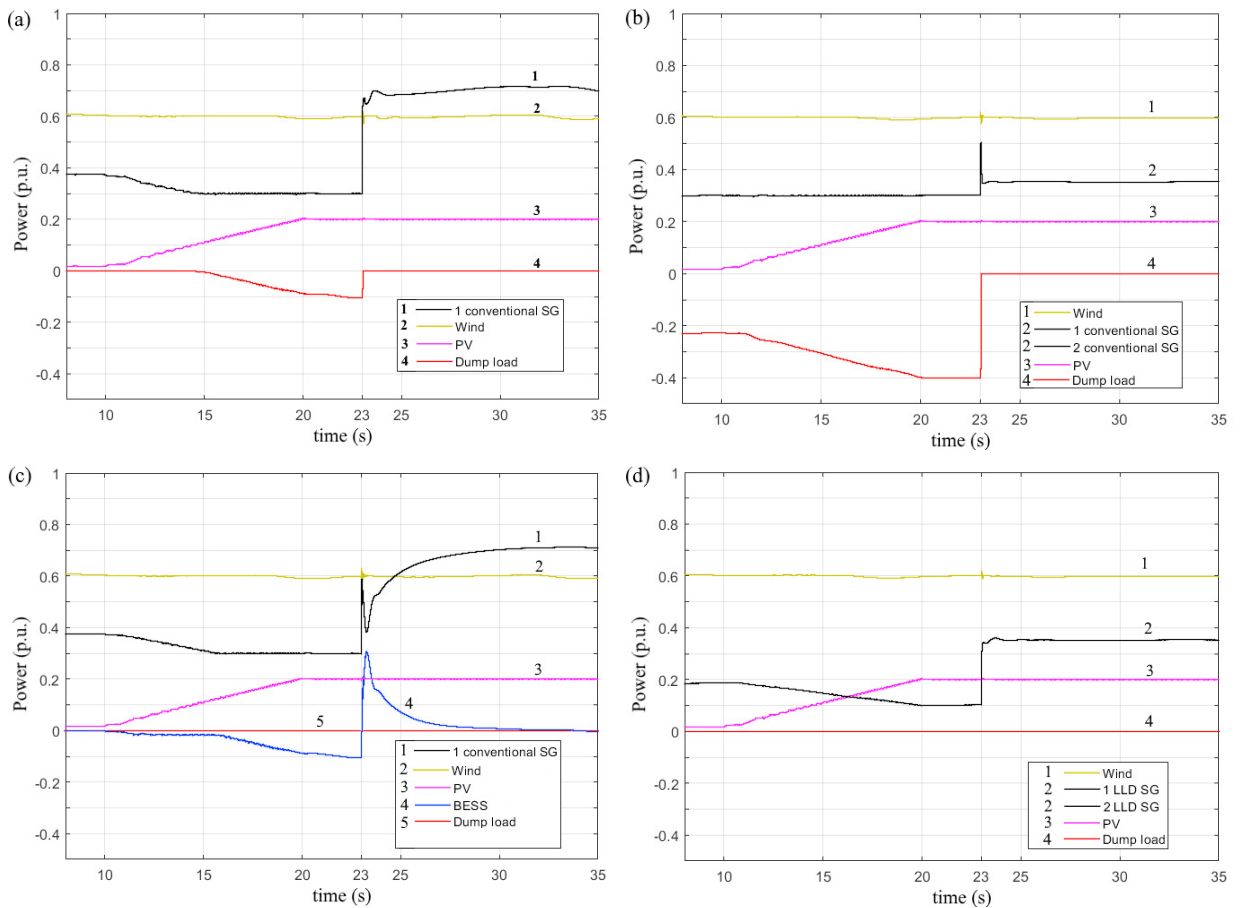 (a)
1
0.8
0.6
0.4
0.2
0
-0.2
-0.4
Power (p.u.)
1
2
3
4
1 1 conventional SG
2 Wind
3 PV
4 Dump load
10 15 20 23 25 30 35
time (s)
(b)
1
0.8
0.6
0.4
0.2
0
-0.2
-0.4
Power (p.u.)
1
2
3
4
1 Wind
2 1 conventional SG
2 2 conventional SG
3 PV
4 Dump load
10 15 20 23 25 30 35
time (s)
(c)
1
0.8
0.6
0.4
0.2
0
-0.2
-0.4
Power (p.u.)
1
2
3
4
5
1 1 conventional SG
2 Wind
3 PV
4 BESS
5 Dump load
10 15 20 23 25 30 35
time (s)
(d)
1
0.8
0.6
0.4
0.2
0
-0.2
-0.4
Power (p.u.)
1
2
3
4
1 Wind
2 1 LLD SG
2 2 LLD SG
3 PV
4 Dump load
10 15 20 23 25 30 35
time (s)